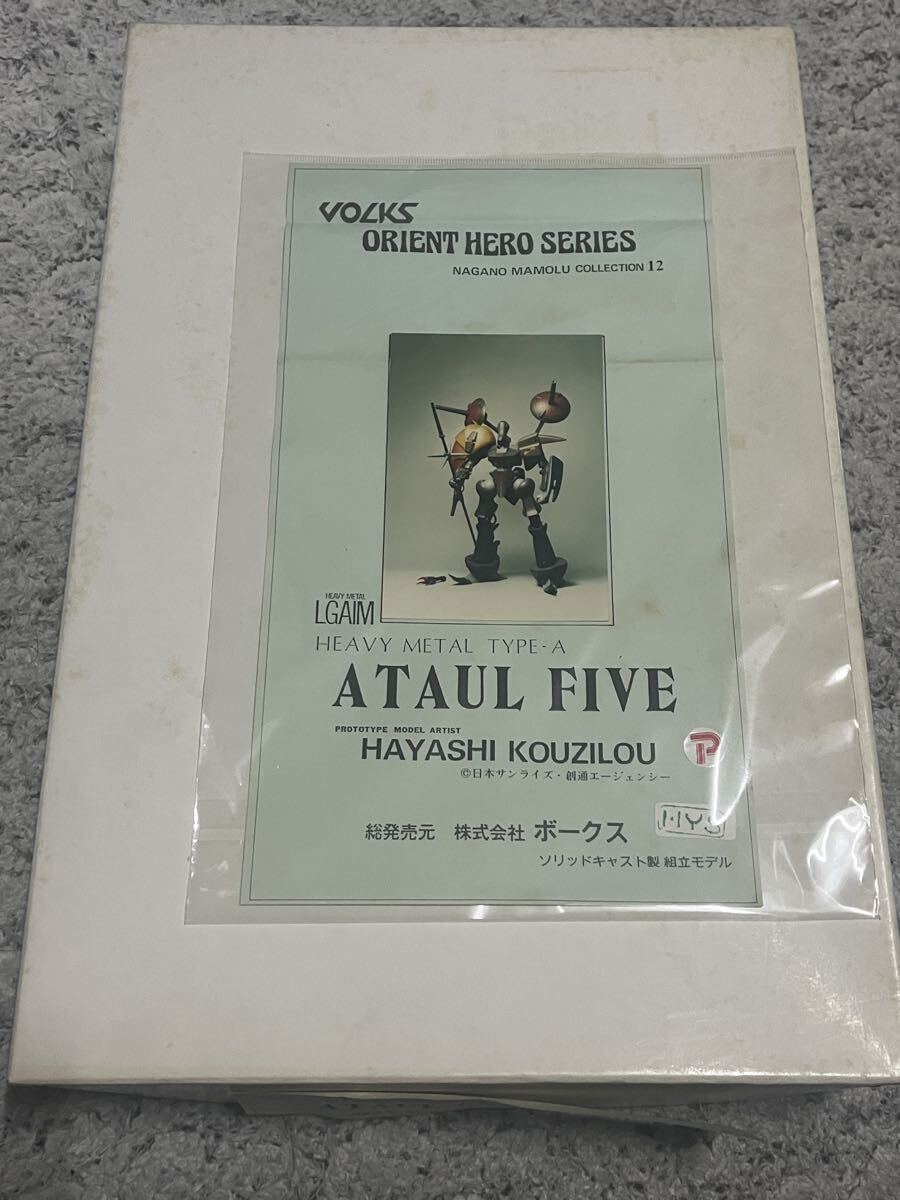 VOLKS
ORIENT HERO SERIES
NAGANO MAMOLU COLLECTION 12
HEAVY METAL
LGAIM
HEAVY METAL TYPE-A
ATAUL FIVE
PROTOTYPE MODEL ARTIST
HAYASHI KOUZILOU
©日本サンライズ・創通エージェンシー
総発売元 株式会社 ボークス
HYS
ソリッドキャスト製 組立モデル